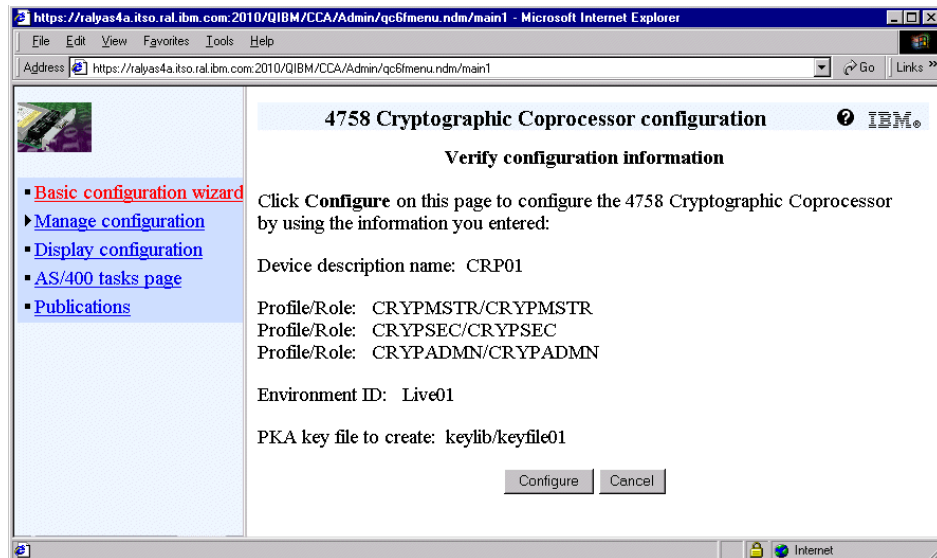 https://ralyas4a.itso.ral.ibm.com:2010/QIBM/CCA/Admin/qc6fmenu.ndm/main1 - Microsoft Internet Explorer
File Edit View Favorites Tools Help
Address https://ralyas4a.itso.ral.ibm.com:2010/QIBM/CCA/Admin/qc6fmenu.ndm/main1 Go Links »
4758 Cryptographic Coprocessor configuration ? IBM®
Verify configuration information
Basic configuration wizard
Manage configuration
Display configuration
AS/400 tasks page
Publications
Click Configure on this page to configure the 4758 Cryptographic Coprocessor
by using the information you entered:
Device description name: CRP01
Profile/Role: CRYPMSTR/CRYPMSTR
Profile/Role: CRYPSEC/CRYPSEC
Profile/Role: CRYPADMN/CRYPADMN
Environment ID: Live01
PKA key file to create: keylib/keyfile01
Configure Cancel
Internet